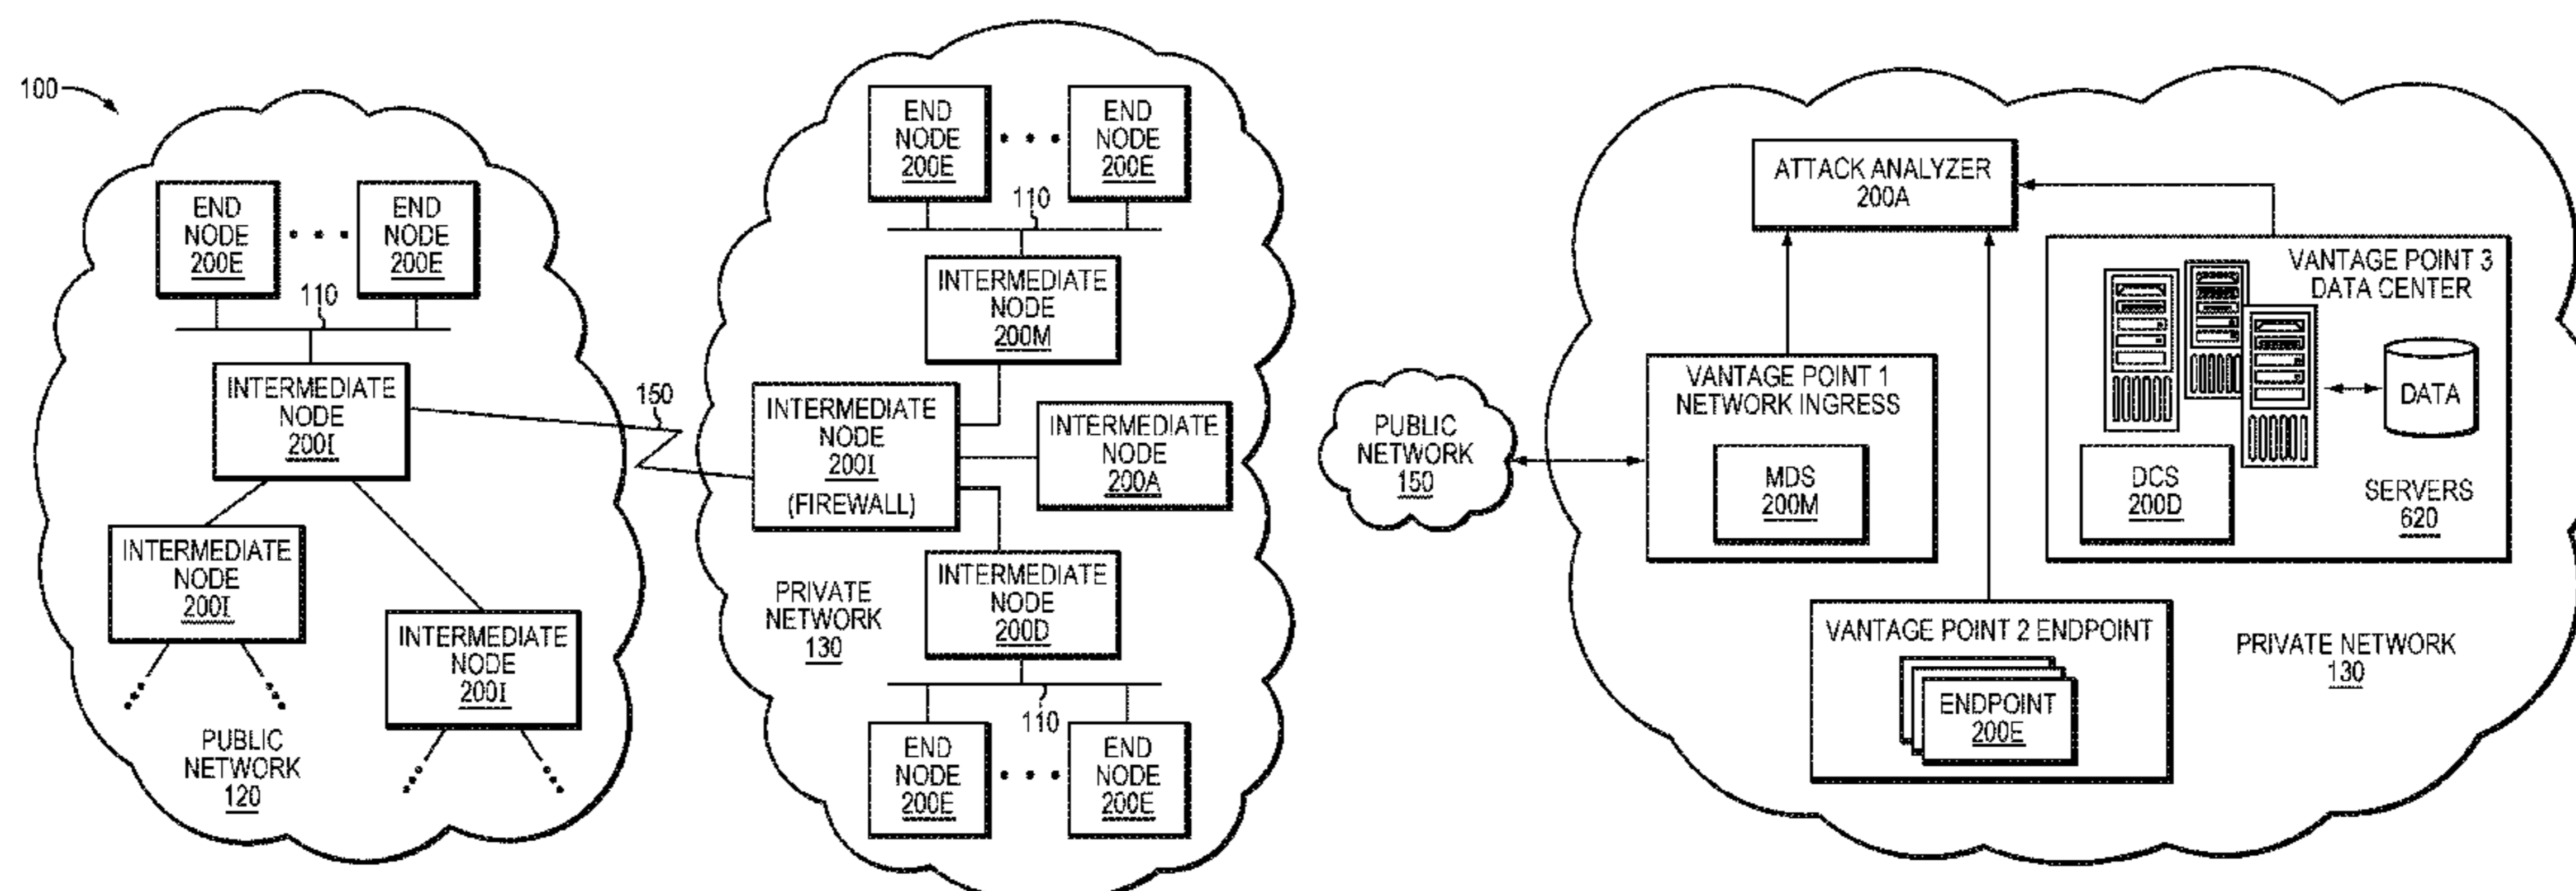 100
END
NODE
200E
END
NODE
200E
110
INTERMEDIATE
NODE
200I
INTERMEDIATE
NODE
200I
INTERMEDIATE
NODE
200I
PUBLIC
NETWORK
120
150
END
NODE
200E
END
NODE
200E
110
INTERMEDIATE
NODE
200M
INTERMEDIATE
NODE
200I
(FIREWALL)
INTERMEDIATE
NODE
200A
INTERMEDIATE
NODE
200D
PRIVATE
NETWORK
130
110
END
NODE
200E
END
NODE
200E
PUBLIC
NETWORK
150
ATTACK ANALYZER
200A
VANTAGE POINT 1
NETWORK INGRESS
MDS
200M
VANTAGE POINT 3
DATA CENTER
DATA
DCS
200D
SERVERS
620
VANTAGE POINT 2 ENDPOINT
ENDPOINT
200E
PRIVATE NETWORK
130